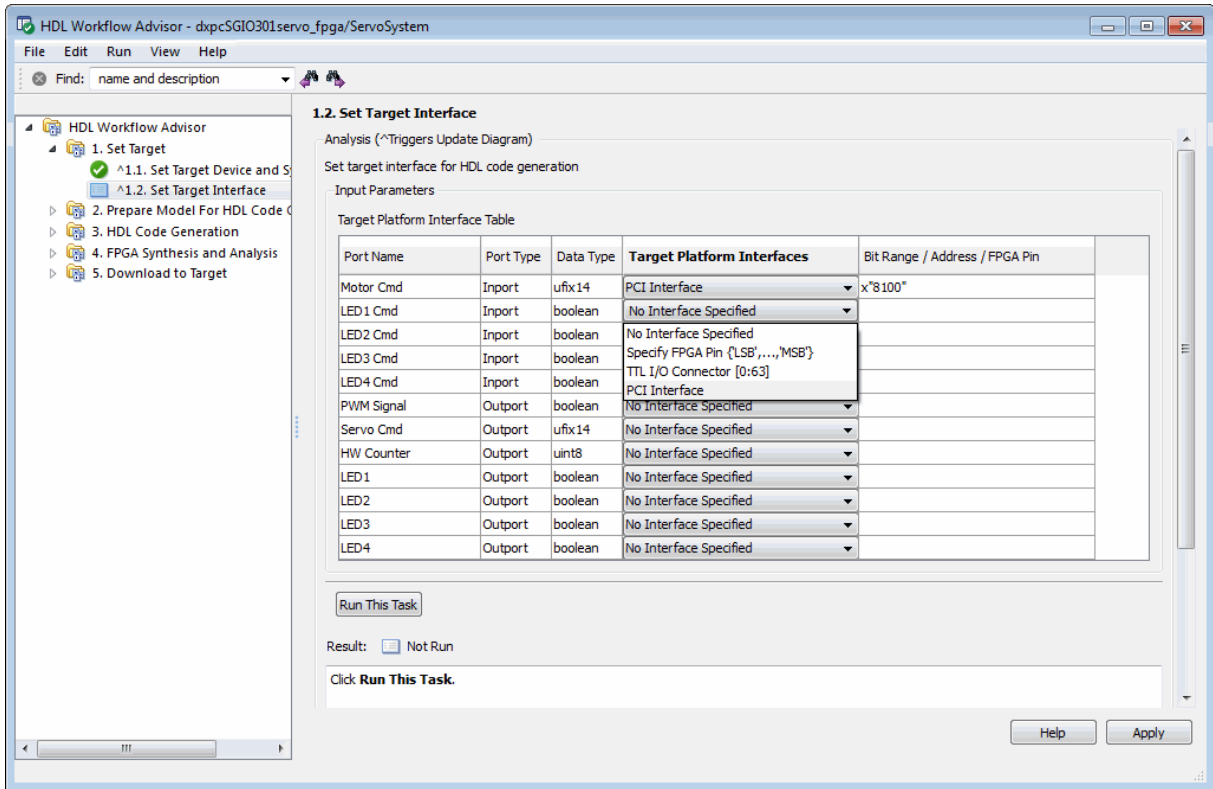 HDL Workflow Advisor - dxpcSGIO301servo_fpga/ServoSystem
File Edit Run View Help
Find: name and description
HDL Workflow Advisor
1. Set Target
^1.1. Set Target Device and Sy
^1.2. Set Target Interface
2. Prepare Model For HDL Code G
3. HDL Code Generation
4. FPGA Synthesis and Analysis
5. Download to Target
1.2. Set Target Interface
Analysis (^Triggers Update Diagram)
Set target interface for HDL code generation
Input Parameters
Target Platform Interface Table
Port Name Port Type Data Type Target Platform Interfaces Bit Range / Address / FPGA Pin
Motor Cmd Inport ufix14 PCI Interface x"8100"
LED1 Cmd Inport boolean No Interface Specified
LED2 Cmd Inport boolean
LED3 Cmd Inport boolean
LED4 Cmd Inport boolean
No Interface Specified
Specify FPGA Pin {'LSB',...,'MSB'}
TTL I/O Connector [0:63]
PCI Interface
PWM Signal Outport boolean No Interface Specified
Servo Cmd Outport ufix14 No Interface Specified
HW Counter Outport uint8 No Interface Specified
LED1 Outport boolean No Interface Specified
LED2 Outport boolean No Interface Specified
LED3 Outport boolean No Interface Specified
LED4 Outport boolean No Interface Specified
Run This Task
Result: Not Run
Click Run This Task.
Help Apply